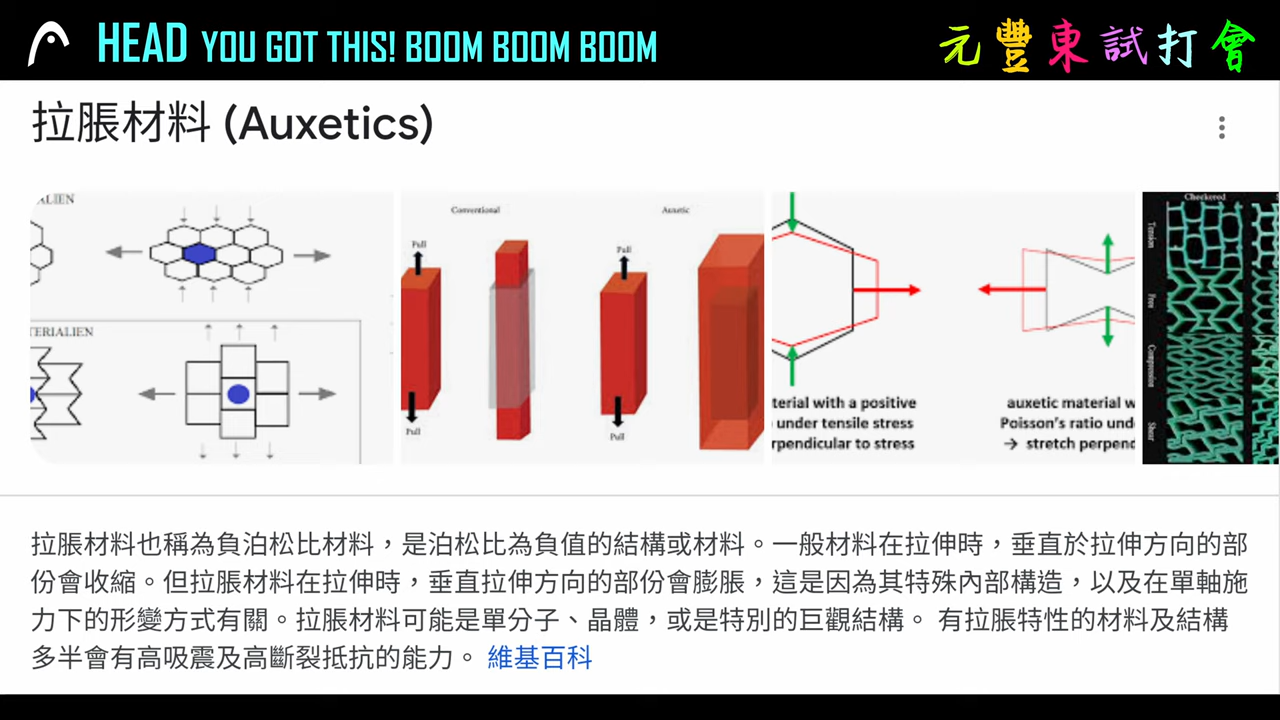 HEAD YOU GOT THIS! BOOM BOOM BOOM
元豐東試打會
拉脹材料 (Auxetics)
ALIEN
TERIALIEN
Conventional
Auxetic
Pull
Pull
Pull
Pull
terial with a positive
under tensile stress
rpendicular to stress
auxetic material w
Poisson's ratio und
→ stretch perpend
Checkered
Tension
Free
Compression
Shear
拉脹材料也稱為負泊松比材料，是泊松比為負值的結構或材料。一般材料在拉伸時，垂直於拉伸方向的部
份會收縮。但拉脹材料在拉伸時，垂直拉伸方向的部份會膨脹，這是因為其特殊內部構造，以及在單軸施
力下的形變方式有關。拉脹材料可能是單分子、晶體，或是特別的巨觀結構。 有拉脹特性的材料及結構
多半會有高吸震及高斷裂抵抗的能力。 維基百科